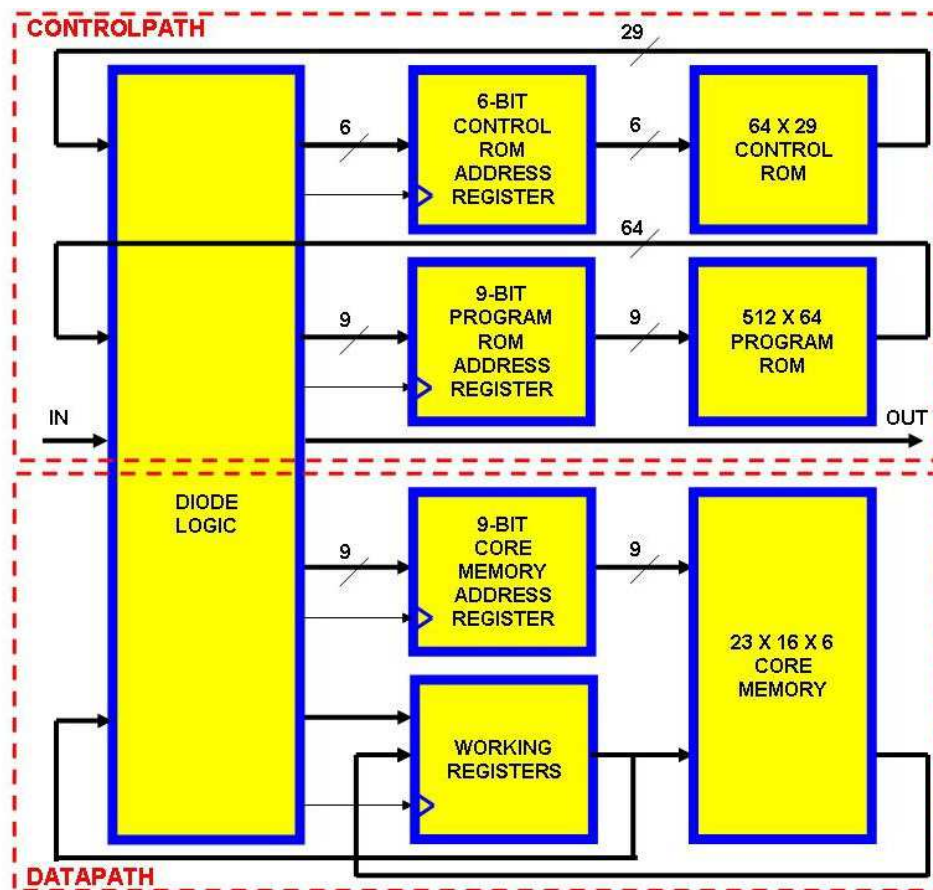 CONTROLPATH
29
6
6-BIT
CONTROL
ROM
ADDRESS
REGISTER
6
64 X 29
CONTROL
ROM
64
9
9-BIT
PROGRAM
ROM
ADDRESS
REGISTER
9
512 X 64
PROGRAM
ROM
IN
OUT
DIODE
LOGIC
9
9-BIT
CORE
MEMORY
ADDRESS
REGISTER
9
23 X 16 X 6
CORE
MEMORY
WORKING
REGISTERS
DATAPATH